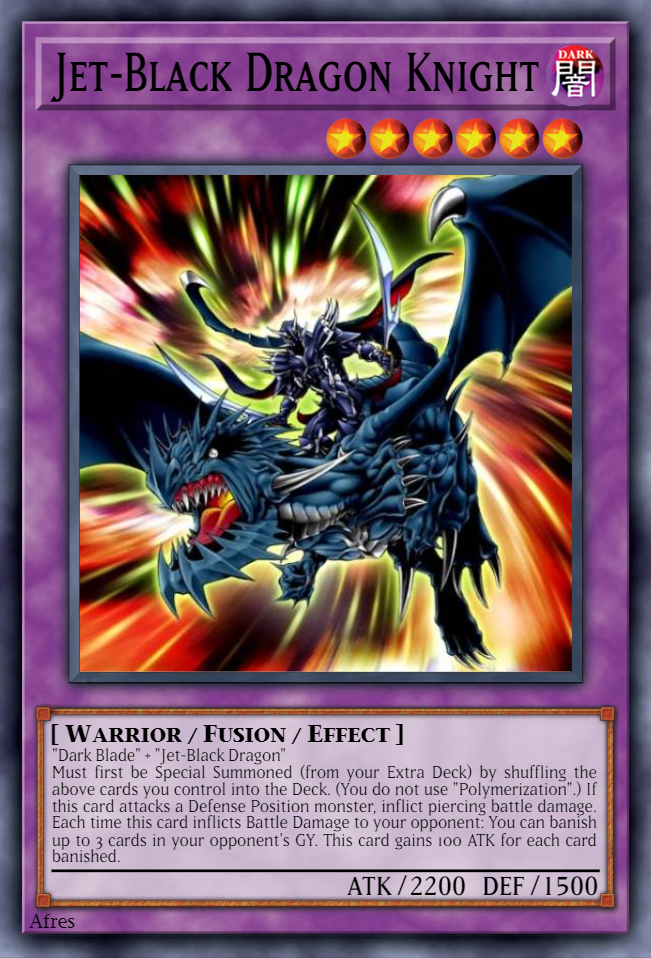 Jet-Black Dragon Knight
DARK
闇
[ Warrior / Fusion / Effect ]
"Dark Blade" + "Jet-Black Dragon"
Must first be Special Summoned (from your Extra Deck) by shuffling the
above cards you control into the Deck. (You do not use "Polymerization".) If
this card attacks a Defense Position monster, inflict piercing battle damage.
Each time this card inflicts Battle Damage to your opponent: You can banish
up to 3 cards in your opponent's GY. This card gains 100 ATK for each card
banished.
ATK / 2200 DEF / 1500
Afres